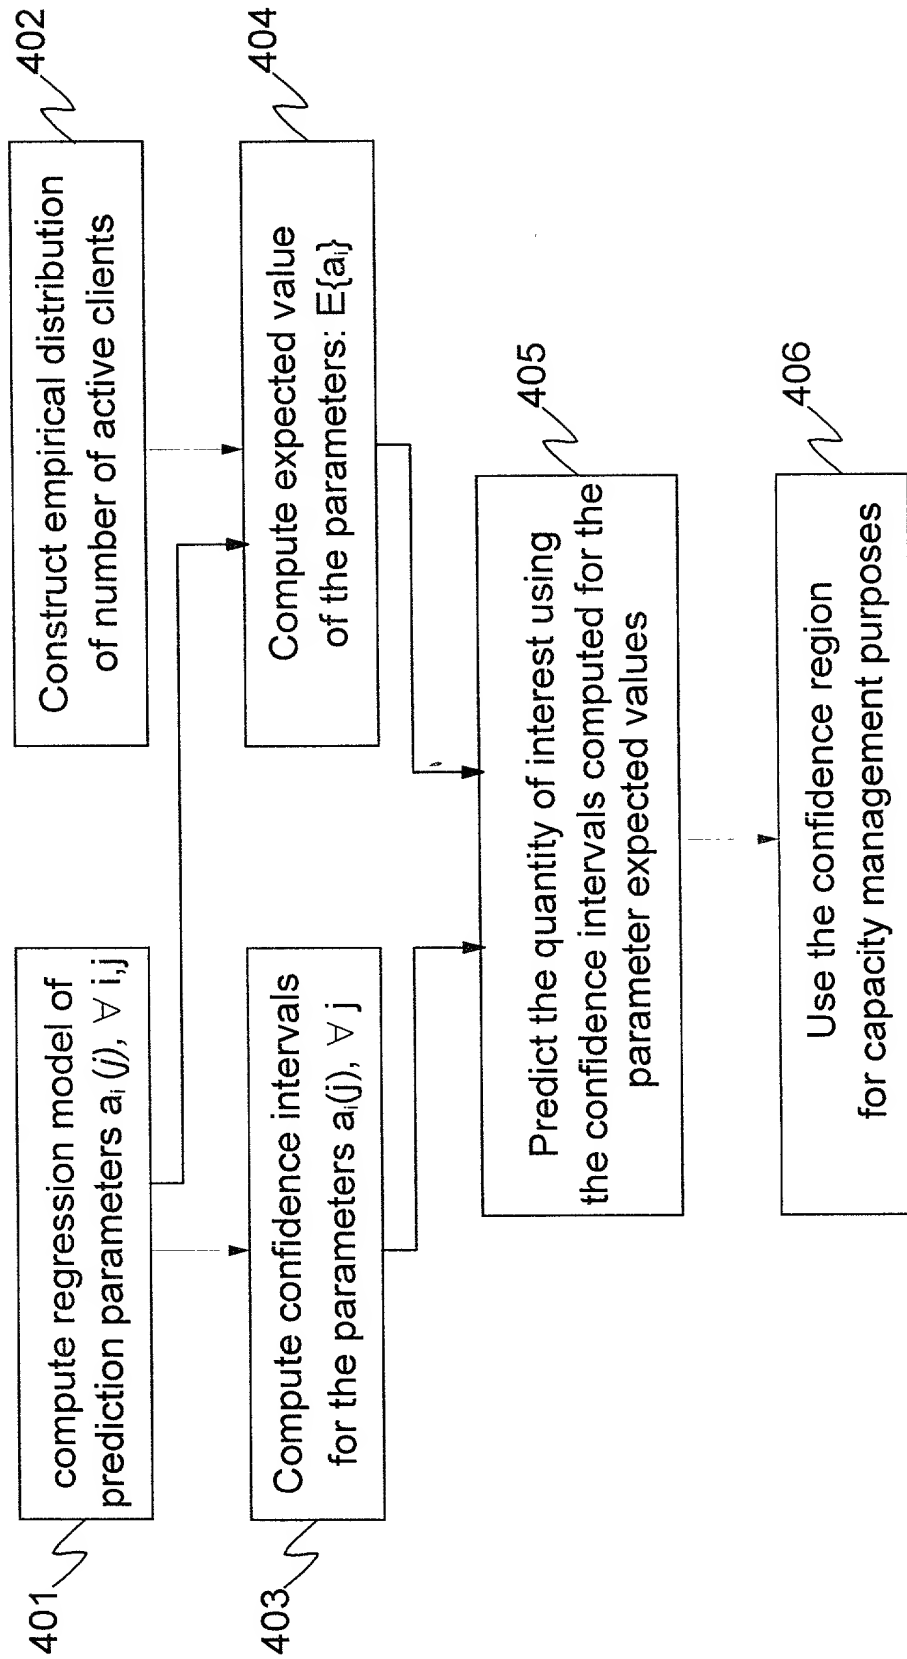 401
compute regression model of
prediction parameters aᵢ (j), ∀ i,j
402
Construct empirical distribution
of number of active clients
403
Compute confidence intervals
for the parameters aᵢ(j), ∀ j
404
Compute expected value
of the parameters: E{aᵢ}
405
Predict the quantity of interest using
the confidence intervals computed for the
parameter expected values
406
Use the confidence region
for capacity management purposes